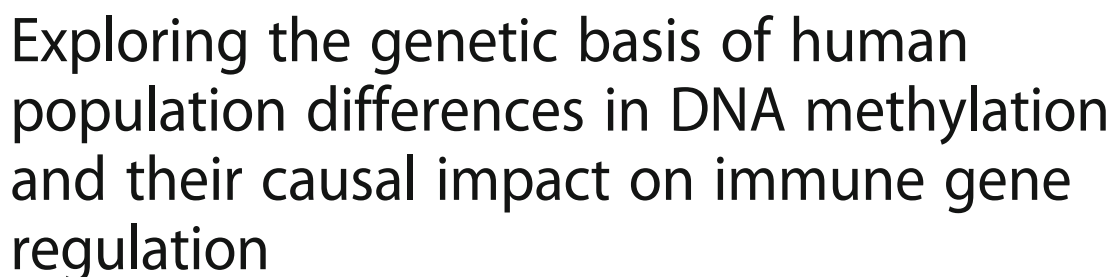 Exploring the genetic basis of human
population differences in DNA methylation
and their causal impact on immune gene
regulation